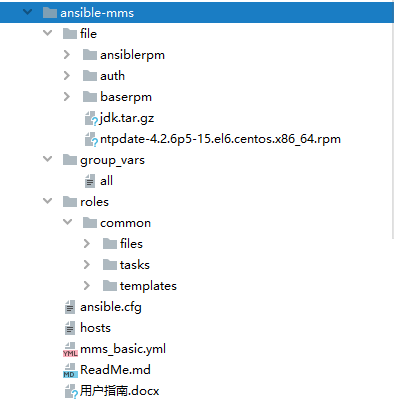 ansible-mms
file
ansiblerpm
auth
baserpm
jdk.tar.gz
ntpdate-4.2.6p5-15.el6.centos.x86_64.rpm
group_vars
all
roles
common
files
tasks
templates
ansible.cfg
hosts
YML mms_basic.yml
MD ReadMe.md
用户指南.docx